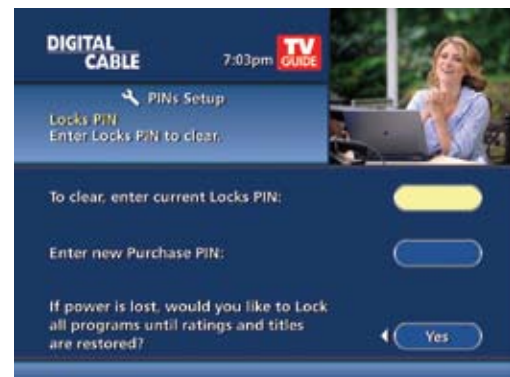 DIGITAL
CABLE
7:03pm
TV
GUIDE
PINs Setup
Locks PIN
Enter Locks PIN to clear.
To clear, enter current Locks PIN:
Enter new Purchase PIN:
If power is lost, would you like to Lock
all programs until ratings and titles
are restored?
Yes